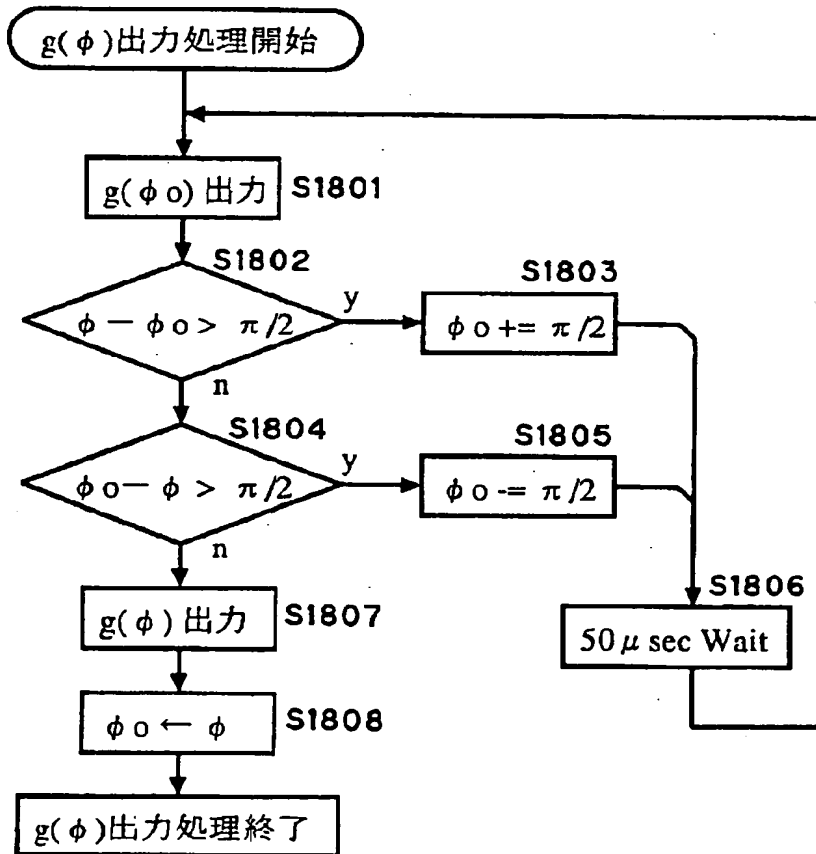 g(φ)出力処理開始
g(φo)出力
S1801
S1802
φ－φo> π/2
y
n
S1803
φo += π/2
S1804
φo－φ > π/2
y
n
S1805
φo -= π/2
S1806
50 μ sec Wait
g(φ)出力
S1807
φo ← φ
S1808
g(φ)出力処理終了